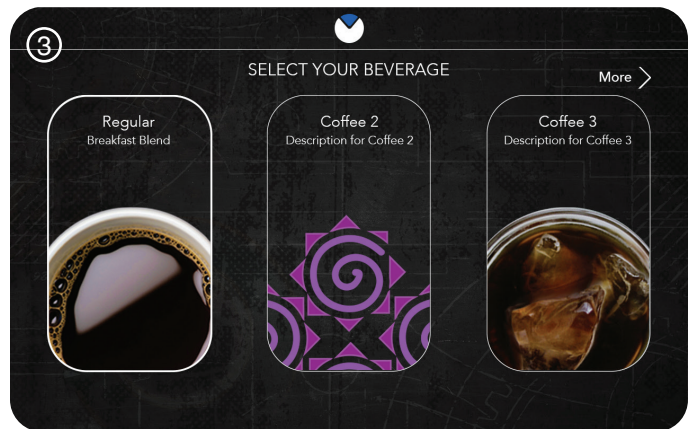 3
SELECT YOUR BEVERAGE
More
Regular
Breakfast Blend
Coffee 2
Description for Coffee 2
Coffee 3
Description for Coffee 3